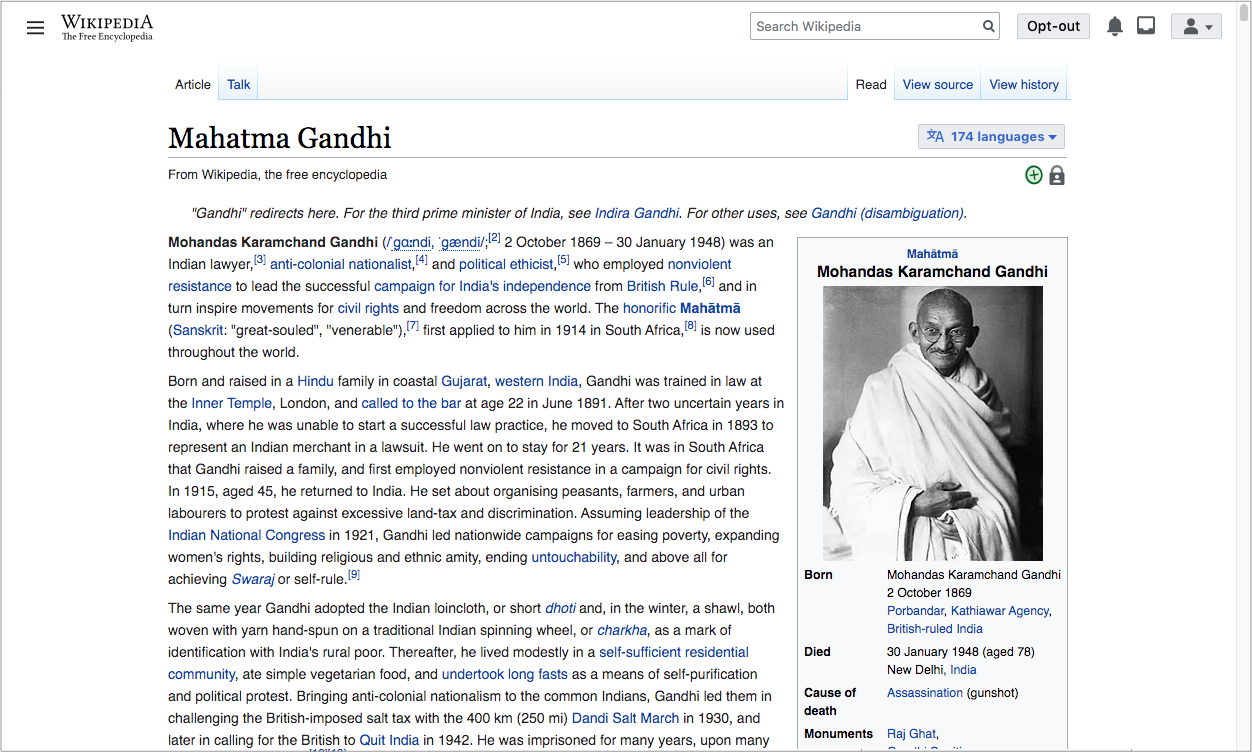 WIKIPEDIA
The Free Encyclopedia
Search Wikipedia
Opt-out
Article Talk
Read View source View history
Mahatma Gandhi
174 languages
From Wikipedia, the free encyclopedia
"Gandhi" redirects here. For the third prime minister of India, see Indira Gandhi. For other uses, see Gandhi (disambiguation).
Mohandas Karamchand Gandhi (/ˈɡɑːndi, ˈɡændi/;[2] 2 October 1869 – 30 January 1948) was an
Indian lawyer,[3] anti-colonial nationalist,[4] and political ethicist,[5] who employed nonviolent
resistance to lead the successful campaign for India's independence from British Rule,[6] and in
turn inspire movements for civil rights and freedom across the world. The honorific Mahātmā
(Sanskrit: "great-souled", "venerable"),[7] first applied to him in 1914 in South Africa,[8] is now used
throughout the world.
Born and raised in a Hindu family in coastal Gujarat, western India, Gandhi was trained in law at
the Inner Temple, London, and called to the bar at age 22 in June 1891. After two uncertain years in
India, where he was unable to start a successful law practice, he moved to South Africa in 1893 to
represent an Indian merchant in a lawsuit. He went on to stay for 21 years. It was in South Africa
that Gandhi raised a family, and first employed nonviolent resistance in a campaign for civil rights.
In 1915, aged 45, he returned to India. He set about organising peasants, farmers, and urban
labourers to protest against excessive land-tax and discrimination. Assuming leadership of the
Indian National Congress in 1921, Gandhi led nationwide campaigns for easing poverty, expanding
women's rights, building religious and ethnic amity, ending untouchability, and above all for
achieving Swaraj or self-rule.[9]
The same year Gandhi adopted the Indian loincloth, or short dhoti and, in the winter, a shawl, both
woven with yarn hand-spun on a traditional Indian spinning wheel, or charkha, as a mark of
identification with India's rural poor. Thereafter, he lived modestly in a self-sufficient residential
community, ate simple vegetarian food, and undertook long fasts as a means of self-purification
and political protest. Bringing anti-colonial nationalism to the common Indians, Gandhi led them in
challenging the British-imposed salt tax with the 400 km (250 mi) Dandi Salt March in 1930, and
later in calling for the British to Quit India in 1942. He was imprisoned for many years, upon many
Mahātmā
Mohandas Karamchand Gandhi
Born Mohandas Karamchand Gandhi
2 October 1869
Porbandar, Kathiawar Agency,
British-ruled India
Died 30 January 1948 (aged 78)
New Delhi, India
Cause of Assassination (gunshot)
death
Monuments Raj Ghat,